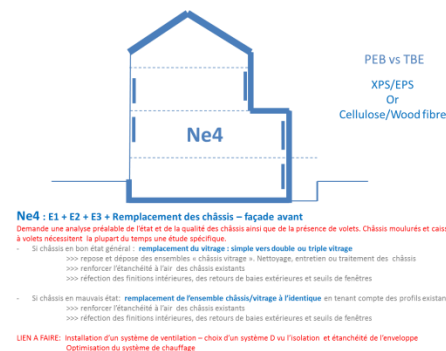 PEB vs TBE
XPS/EPS
Or
Cellulose/Wood fibre
Ne4
Ne4 : E1 + E2 + E3 + Remplacement des châssis – façade avant
Demande une analyse préalable de l'état et de la qualité des châssis ainsi que de la présence de volets. Châssis moulurés et caiss
à volets nécessitent la plupart du temps une étude spécifique.
- Si châssis en bon état général : remplacement du vitrage : simple vers double ou triple vitrage
>>> repose et dépose des ensembles « châssis vitrage ». Nettoyage, entretien ou traitement des châssis
>>> renforcer l'étanchéité à l'air des châssis existants
>>> réfection des finitions intérieures, des retours de baies extérieures et seuils de fenêtres
- Si châssis en mauvais état: remplacement de l'ensemble châssis/vitrage à l'identique en tenant compte des profils existan
>>> renforcer l'étanchéité à l'air des châssis existants
>>> réfection des finitions intérieures, des retours de baies extérieures et seuils de fenêtres
LIEN A FAIRE: Installation d'un système de ventilation – choix d'un système D vu l'isolation et étanchéité de l'enveloppe
Optimisation du système de chauffage